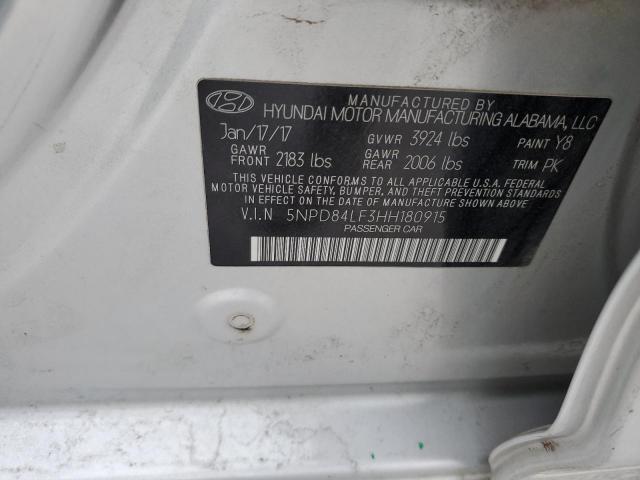 MANUFACTURED BY
HYUNDAI MOTOR MANUFACTURING ALABAMA, LLC
Jan/17/17 GVWR 3924 lbs PAINT Y8
GAWR FRONT 2183 lbs GAWR REAR 2006 lbs TRIM PK
THIS VEHICLE CONFORMS TO ALL APPLICABLE U.S.A. FEDERAL
MOTOR VEHICLE SAFETY, BUMPER, AND THEFT PREVENTION STANDARDS
IN EFFECT ON THE DATE OF MANUFACTURE SHOWN ABOVE.
V.I.N 5NPD84LF3HH180915
PASSENGER CAR